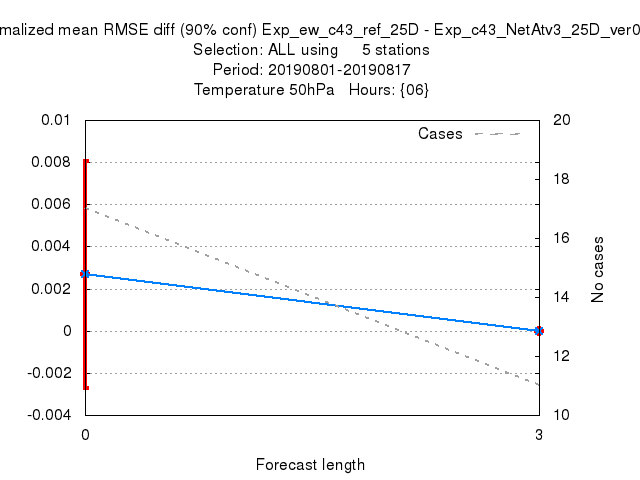 malized mean RMSE diff (90% conf) Exp_ew_c43_ref_25D - Exp_c43_NetAtv3_25D_ver0
Selection: ALL using 5 stations
Period: 20190801-20190817
Temperature 50hPa Hours: {06}
Cases
0.01
0.008
0.006
0.004
0.002
0
-0.002
-0.004
20
18
16
14
12
10
No cases
0 3
Forecast length